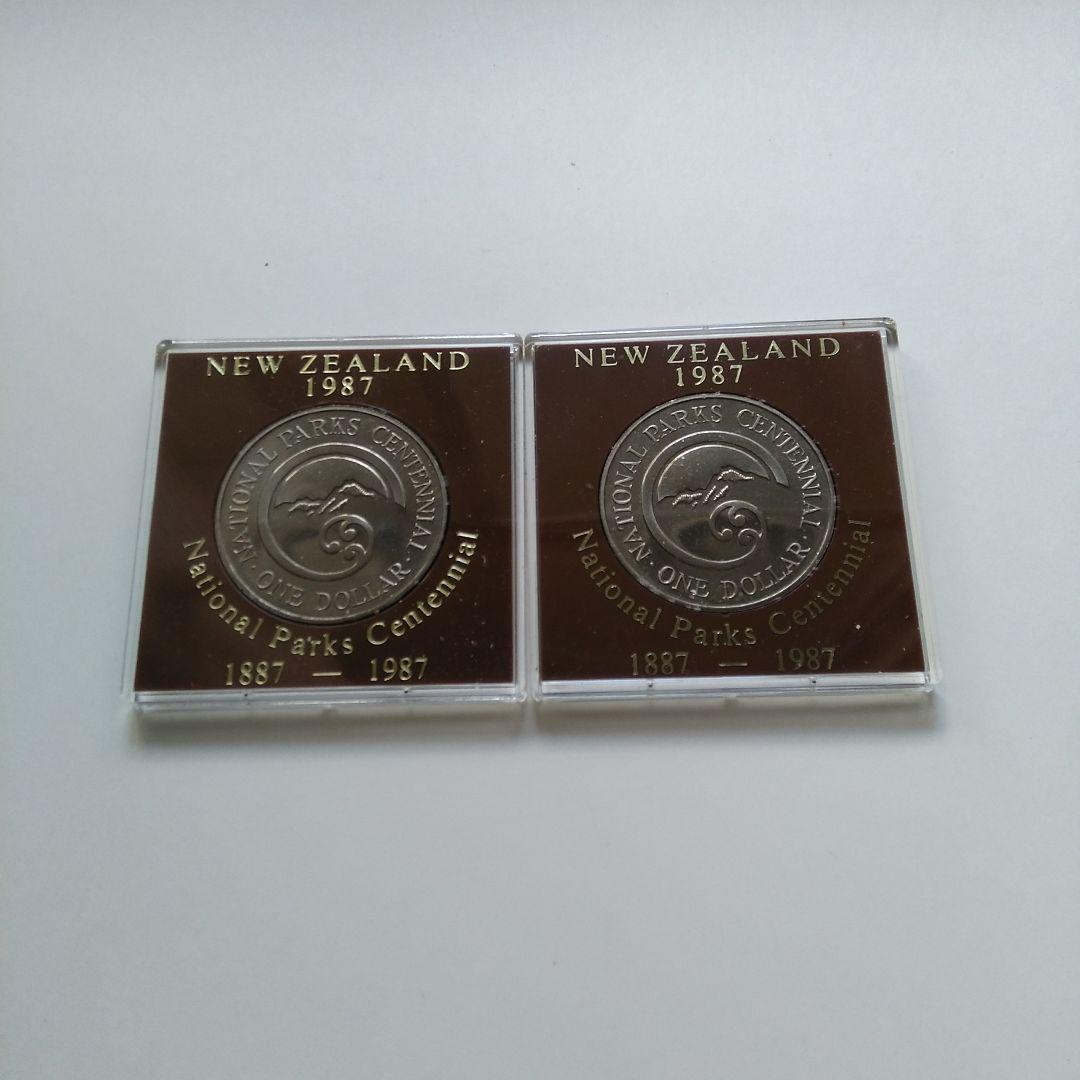 NEW ZEALAND
1987
NATIONAL PARKS CENTENNIAL
· ONE DOLLAR ·
National Parks Centennial
1887 — 1987
NEW ZEALAND
1987
NATIONAL PARKS CENTENNIAL
· ONE DOLLAR ·
National Parks Centennial
1887 — 1987